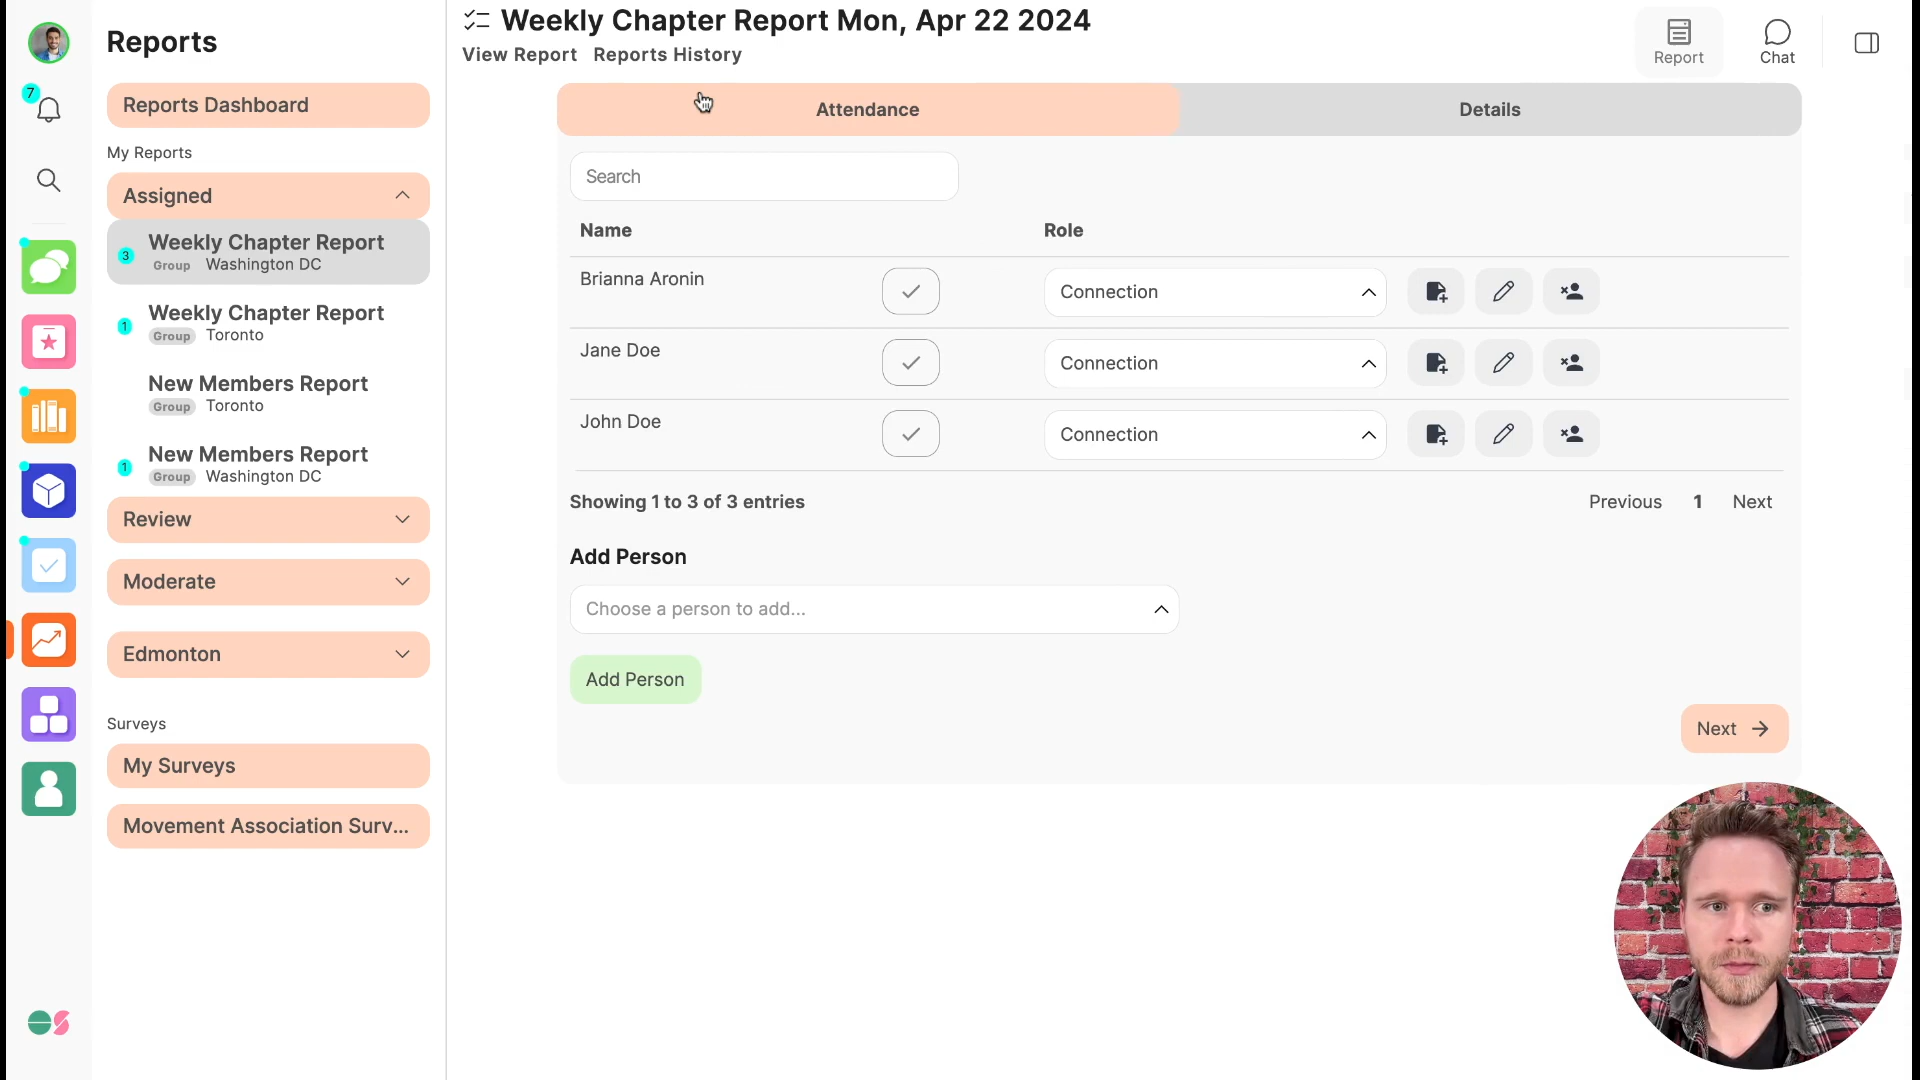 7
Reports
Reports Dashboard
My Reports
Assigned
3
Weekly Chapter Report
Group Washington DC
1
Weekly Chapter Report
Group Toronto
New Members Report
Group Toronto
1
New Members Report
Group Washington DC
Review
Moderate
Edmonton
Surveys
My Surveys
Movement Association Surv...
Weekly Chapter Report Mon, Apr 22 2024
View Report Reports History
Report
Chat
Attendance
Details
Search
Name
Role
Brianna Aronin
Connection
Jane Doe
Connection
John Doe
Connection
Showing 1 to 3 of 3 entries
Previous 1 Next
Add Person
Choose a person to add...
Add Person
Next